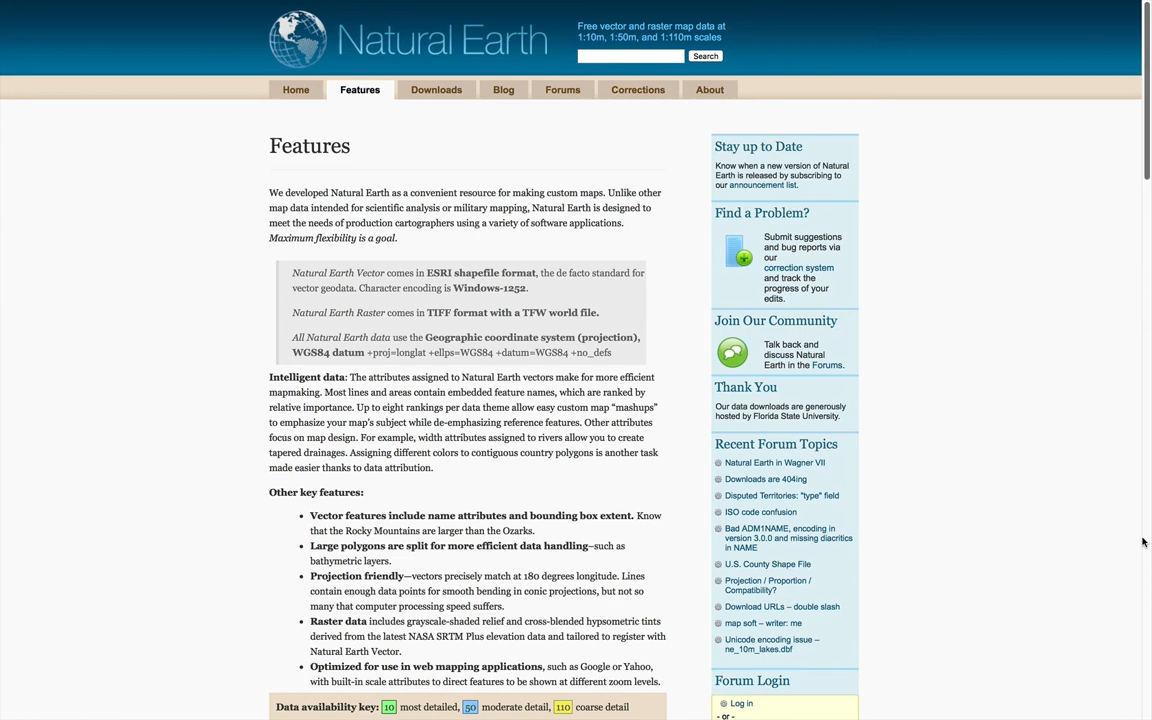 Natural Earth
Free vector and raster map data at
1:10m, 1:50m, and 1:110m scales
Search
Home
Features
Downloads
Blog
Forums
Corrections
About
Features
We developed Natural Earth as a convenient resource for making custom maps. Unlike other
map data intended for scientific analysis or military mapping, Natural Earth is designed to
meet the needs of production cartographers using a variety of software applications.
Maximum flexibility is a goal.
Natural Earth Vector comes in ESRI shapefile format, the de facto standard for
vector geodata. Character encoding is Windows-1252.
Natural Earth Raster comes in TIFF format with a TFW world file.
All Natural Earth data use the Geographic coordinate system (projection),
WGS84 datum +proj=longlat +ellps=WGS84 +datum=WGS84 +no_defs
Intelligent data: The attributes assigned to Natural Earth vectors make for more efficient
mapmaking. Most lines and areas contain embedded feature names, which are ranked by
relative importance. Up to eight rankings per data theme allow easy custom map “mashups”
to emphasize your map’s subject while de-emphasizing reference features. Other attributes
focus on map design. For example, width attributes assigned to rivers allow you to create
tapered drainages. Assigning different colors to contiguous country polygons is another task
made easier thanks to data attribution.
Other key features:
• Vector features include name attributes and bounding box extent. Know
that the Rocky Mountains are larger than the Ozarks.
• Large polygons are split for more efficient data handling–such as
bathymetric layers.
• Projection friendly—vectors precisely match at 180 degrees longitude. Lines
contain enough data points for smooth bending in conic projections, but not so
many that computer processing speed suffers.
• Raster data includes grayscale-shaded relief and cross-blended hypsometric tints
derived from the latest NASA SRTM Plus elevation data and tailored to register with
Natural Earth Vector.
• Optimized for use in web mapping applications, such as Google or Yahoo,
with built-in scale attributes to direct features to be shown at different zoom levels.
Data availability key: 10 most detailed, 50 moderate detail, 110 coarse detail
Stay up to Date
Know when a new version of Natural
Earth is released by subscribing to
our announcement list.
Find a Problem?
Submit suggestions
and bug reports via
our
correction system
and track the
progress of your
edits.
Join Our Community
Talk back and
discuss Natural
Earth in the Forums.
Thank You
Our data downloads are generously
hosted by Florida State University.
Recent Forum Topics
Natural Earth in Wagner VII
Downloads are 404ing
Disputed Territories: "type" field
ISO code confusion
Bad ADM1NAME, encoding in
version 3.0.0 and missing diacritics
in NAME
U.S. County Shape File
Projection / Proportion /
Compatibility?
Download URLs – double slash
map soft – writer: me
Unicode encoding issue –
ne_10m_lakes.dbf
Forum Login
Log in
- or -